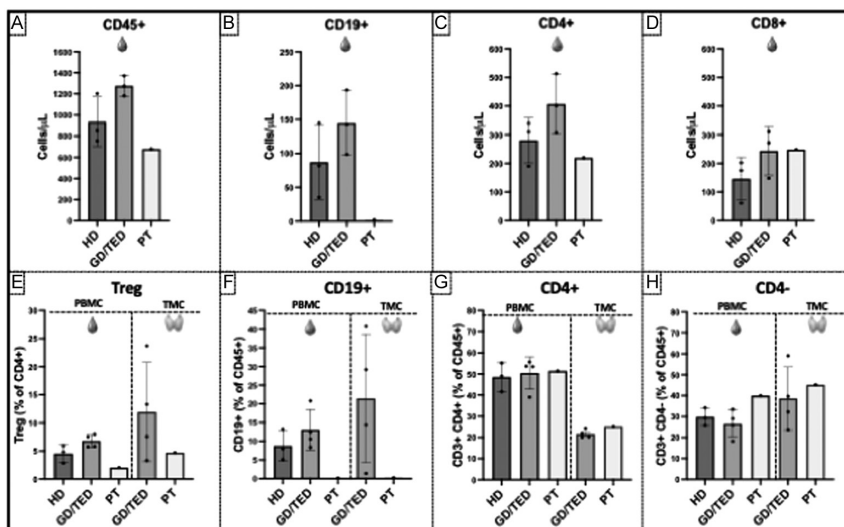 A
CD45+
Cells/μL
1600
1400
1200
1000
800
600
400
200
0
HD
GD/TED
PT
B
CD19+
Cells/μL
250
200
150
100
50
0
HD
GD/TED
PT
C
CD4+
Cells/μL
600
500
400
300
200
100
0
HD
GD/TED
PT
D
CD8+
Cells/μL
600
500
400
300
200
100
0
HD
GD/TED
PT
E
Treg
PBMC
TMC
Treg (% of CD4+)
30
25
20
15
10
5
0
HD
GD/TED
PT
GD/TED
PT
F
CD19+
PBMC
TMC
CD19+ (% of CD45+)
45
40
35
30
25
20
15
10
5
0
HD
GD/TED
PT
GD/TED
PT
G
CD4+
PBMC
TMC
CD3+ CD4+ (% of CD45+)
80
70
60
50
40
30
20
10
0
HD
GD/TED
PT
GD/TED
PT
H
CD4-
PBMC
TMC
CD3+ CD4- (% of CD45+)
80
70
60
50
40
30
20
10
0
HD
GD/TED
PT
GD/TED
PT